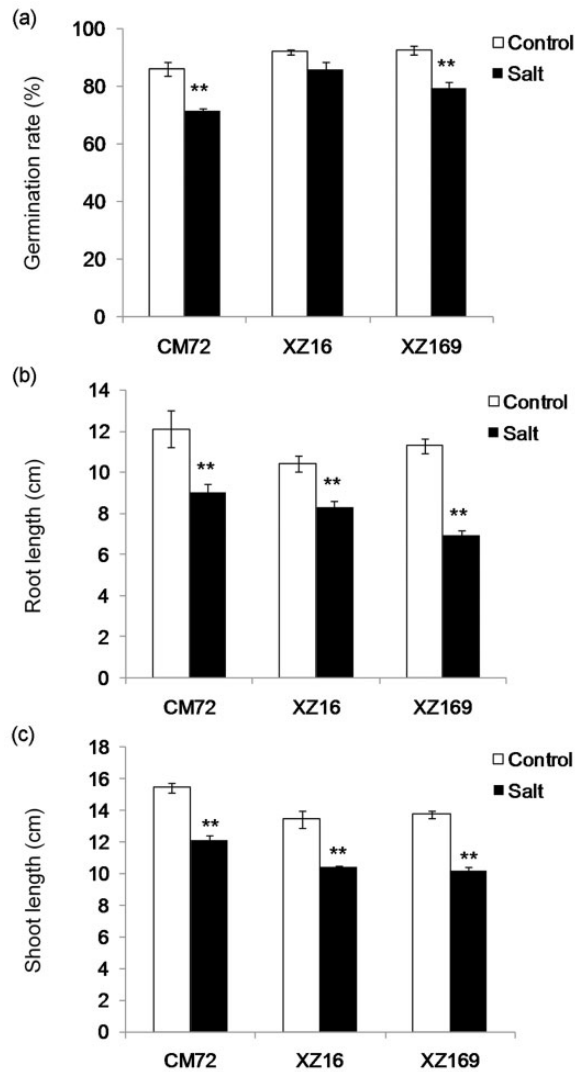 (a)
100
80
60
40
20
0
Germination rate (%)
**
**
Control
Salt
CM72 XZ16 XZ169
(b)
14
12
10
8
6
4
2
0
Root length (cm)
**
**
**
Control
Salt
CM72 XZ16 XZ169
(c)
18
16
14
12
10
8
6
4
2
0
Shoot length (cm)
**
**
**
Control
Salt
CM72 XZ16 XZ169